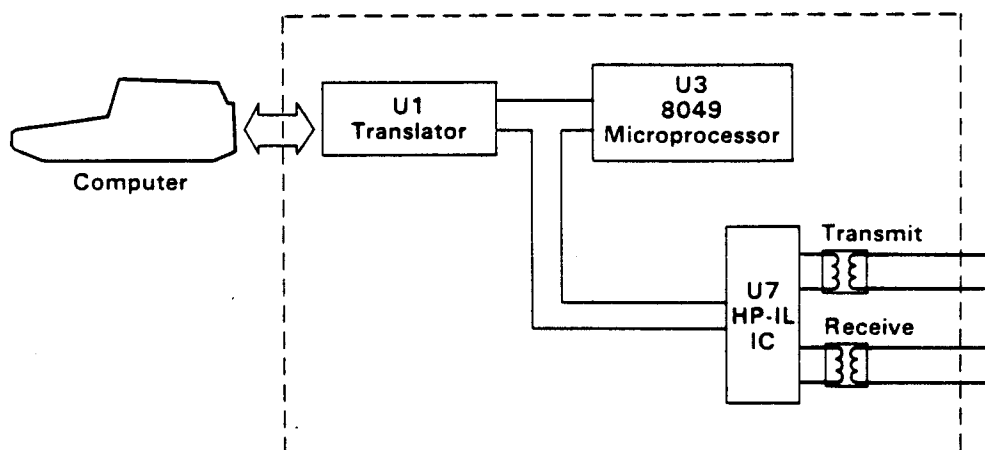 U1
Translator
U3
8049
Microprocessor
Computer
Transmit
U7
HP-IL
IC
Receive